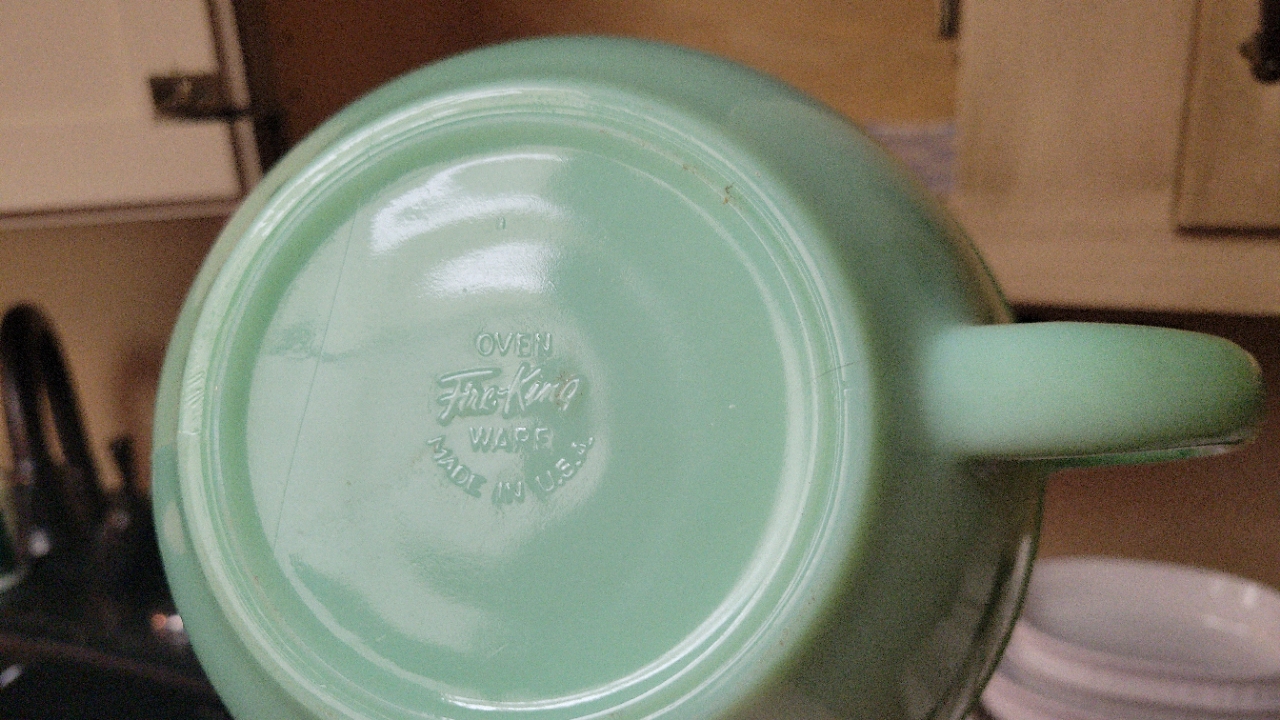 OVEN
Fire-King
WARE
MADE IN U.S.A.